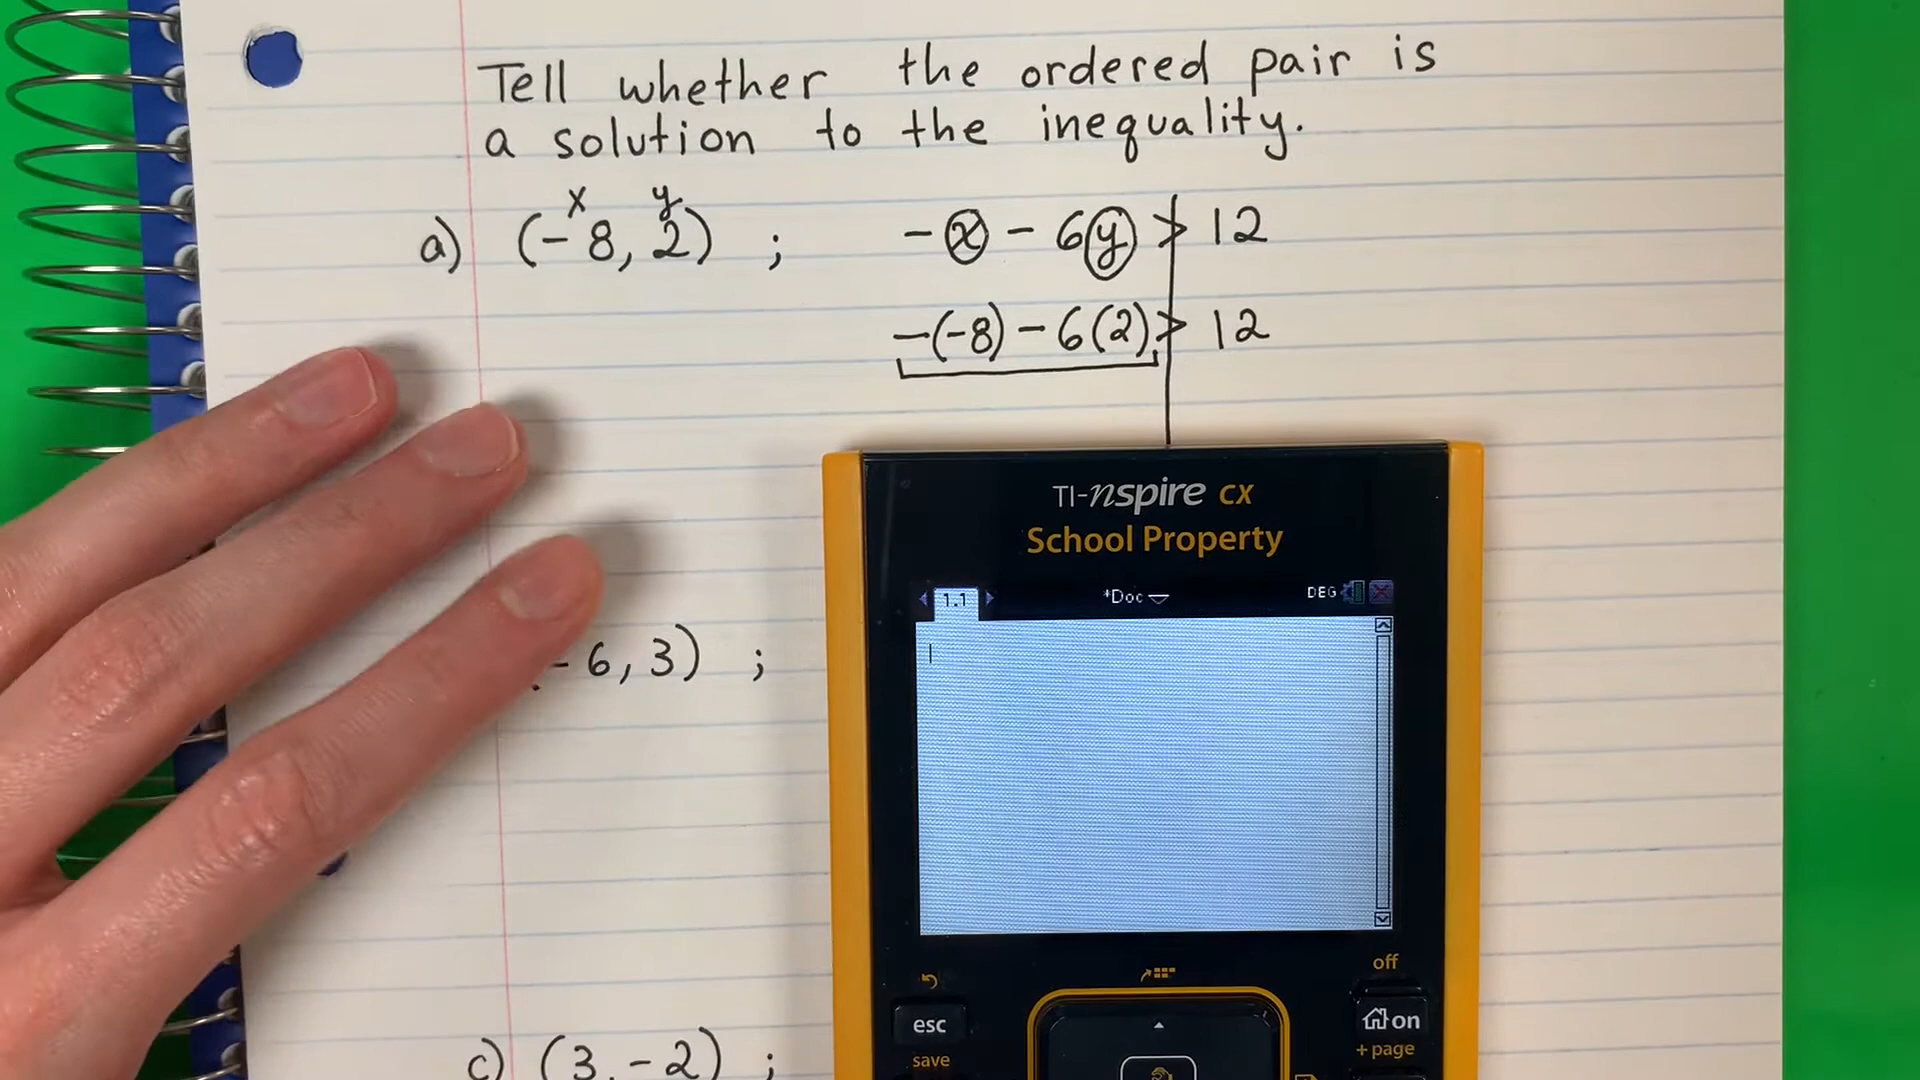 Tell whether the ordered pair is
a solution to the inequality.
x y
a) (-8, 2) ; -x - 6y > 12
-(-8) - 6(2) > 12
TI-nspire CX
School Property
1.1 *Doc DEG
-6, 3) ;
off
esc
on
save
+ page
c) (3, -2) ;